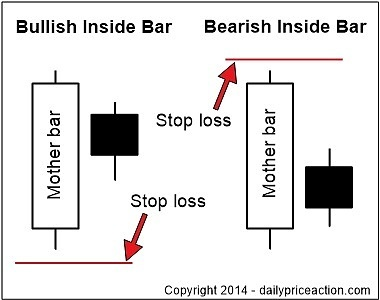 Bullish Inside Bar
Bearish Inside Bar
Mother bar
Stop loss
Stop loss
Mother bar
Copyright 2014 - dailypriceaction.com